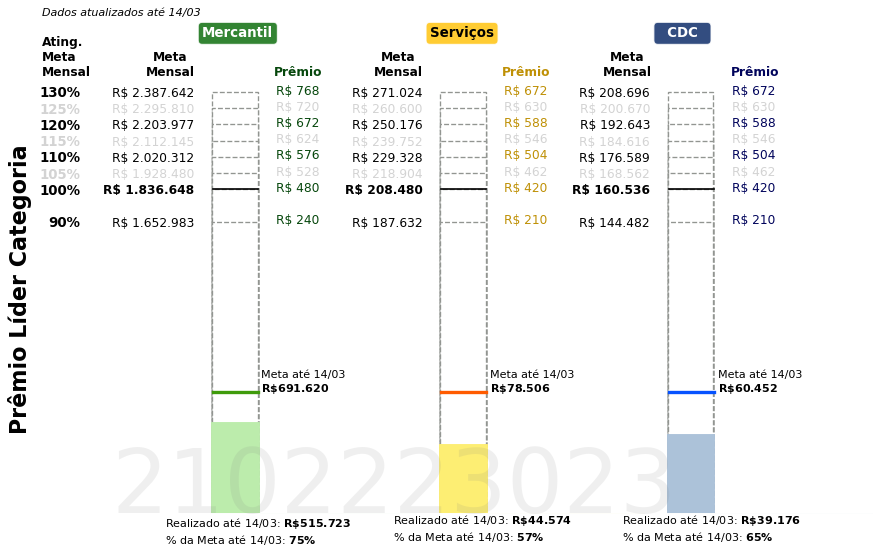 Dados atualizados até 14/03
Mercantil Serviços CDC
Ating. Meta Mensal Meta Mensal Prêmio Meta Mensal Prêmio Meta Mensal Prêmio
130% R$ 2.387.642 R$ 768 R$ 271.024 R$ 672 R$ 208.696 R$ 672
125% R$ 2.295.810 R$ 720 R$ 260.600 R$ 630 R$ 200.670 R$ 630
120% R$ 2.203.977 R$ 672 R$ 250.176 R$ 588 R$ 192.643 R$ 588
115% R$ 2.112.145 R$ 624 R$ 239.752 R$ 546 R$ 184.616 R$ 546
110% R$ 2.020.312 R$ 576 R$ 229.328 R$ 504 R$ 176.589 R$ 504
105% R$ 1.928.480 R$ 528 R$ 218.904 R$ 462 R$ 168.562 R$ 462
100% R$ 1.836.648 R$ 480 R$ 208.480 R$ 420 R$ 160.536 R$ 420
90% R$ 1.652.983 R$ 240 R$ 187.632 R$ 210 R$ 144.482 R$ 210
Prêmio Líder Categoria
Meta até 14/03 Meta até 14/03 Meta até 14/03
R$691.620 R$78.506 R$60.452
2102223023
Realizado até 14/03: R$515.723 Realizado até 14/03: R$44.574 Realizado até 14/03: R$39.176
% da Meta até 14/03: 75% % da Meta até 14/03: 57% % da Meta até 14/03: 65%